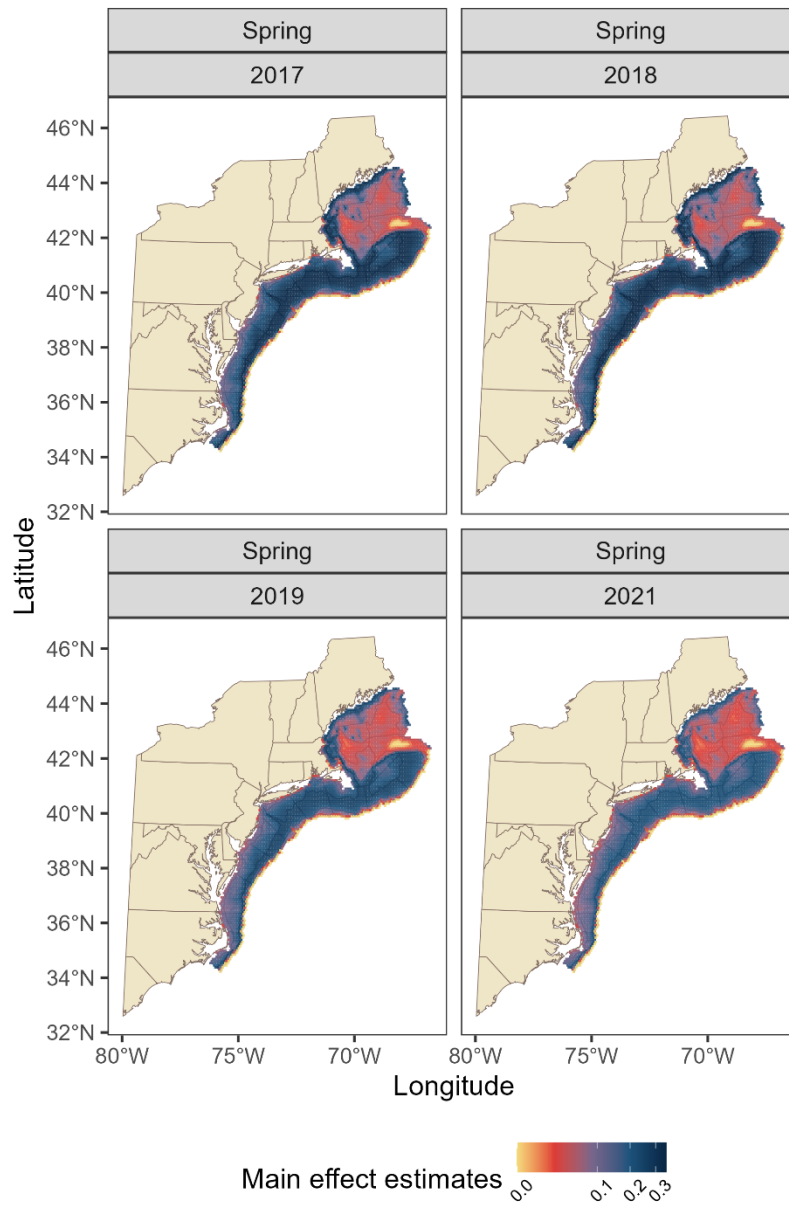 Spring
Spring
2017
2018
46°N
44°N
42°N
40°N
38°N
36°N
34°N
32°N
Spring
Spring
2019
2021
Latitude
46°N
44°N
42°N
40°N
38°N
36°N
34°N
32°N
80°W
75°W
70°W
80°W
75°W
70°W
Longitude
Main effect estimates
0.0
0.1
0.2
0.3